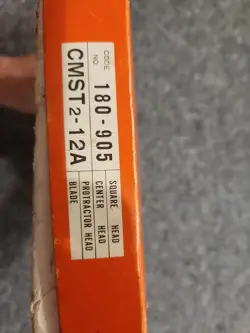 CODE NO. 180-905
CMST2-12A
SQUARE HEAD
CENTER HEAD
PROTRACTOR HEAD
BLADE